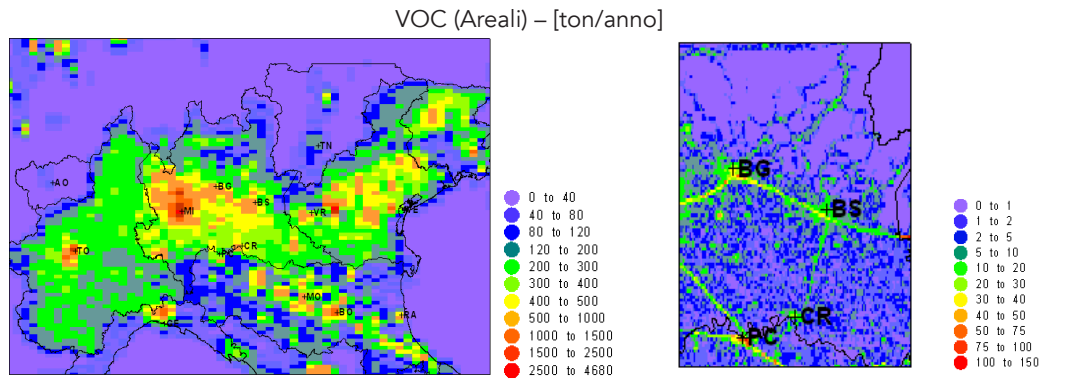 VOC (Areali) – [ton/anno]
+TN
+AO
+BG
+BS
+MI
+VR
+TO
+CR
+MO
+BO
+RA
0 to 40
40 to 80
80 to 120
120 to 200
200 to 300
300 to 400
400 to 500
500 to 1000
1000 to 1500
1500 to 2500
2500 to 4680
+BG
+BS
+CR
+PC
0 to 1
1 to 2
2 to 5
5 to 10
10 to 20
20 to 30
30 to 40
40 to 50
50 to 75
75 to 100
100 to 150